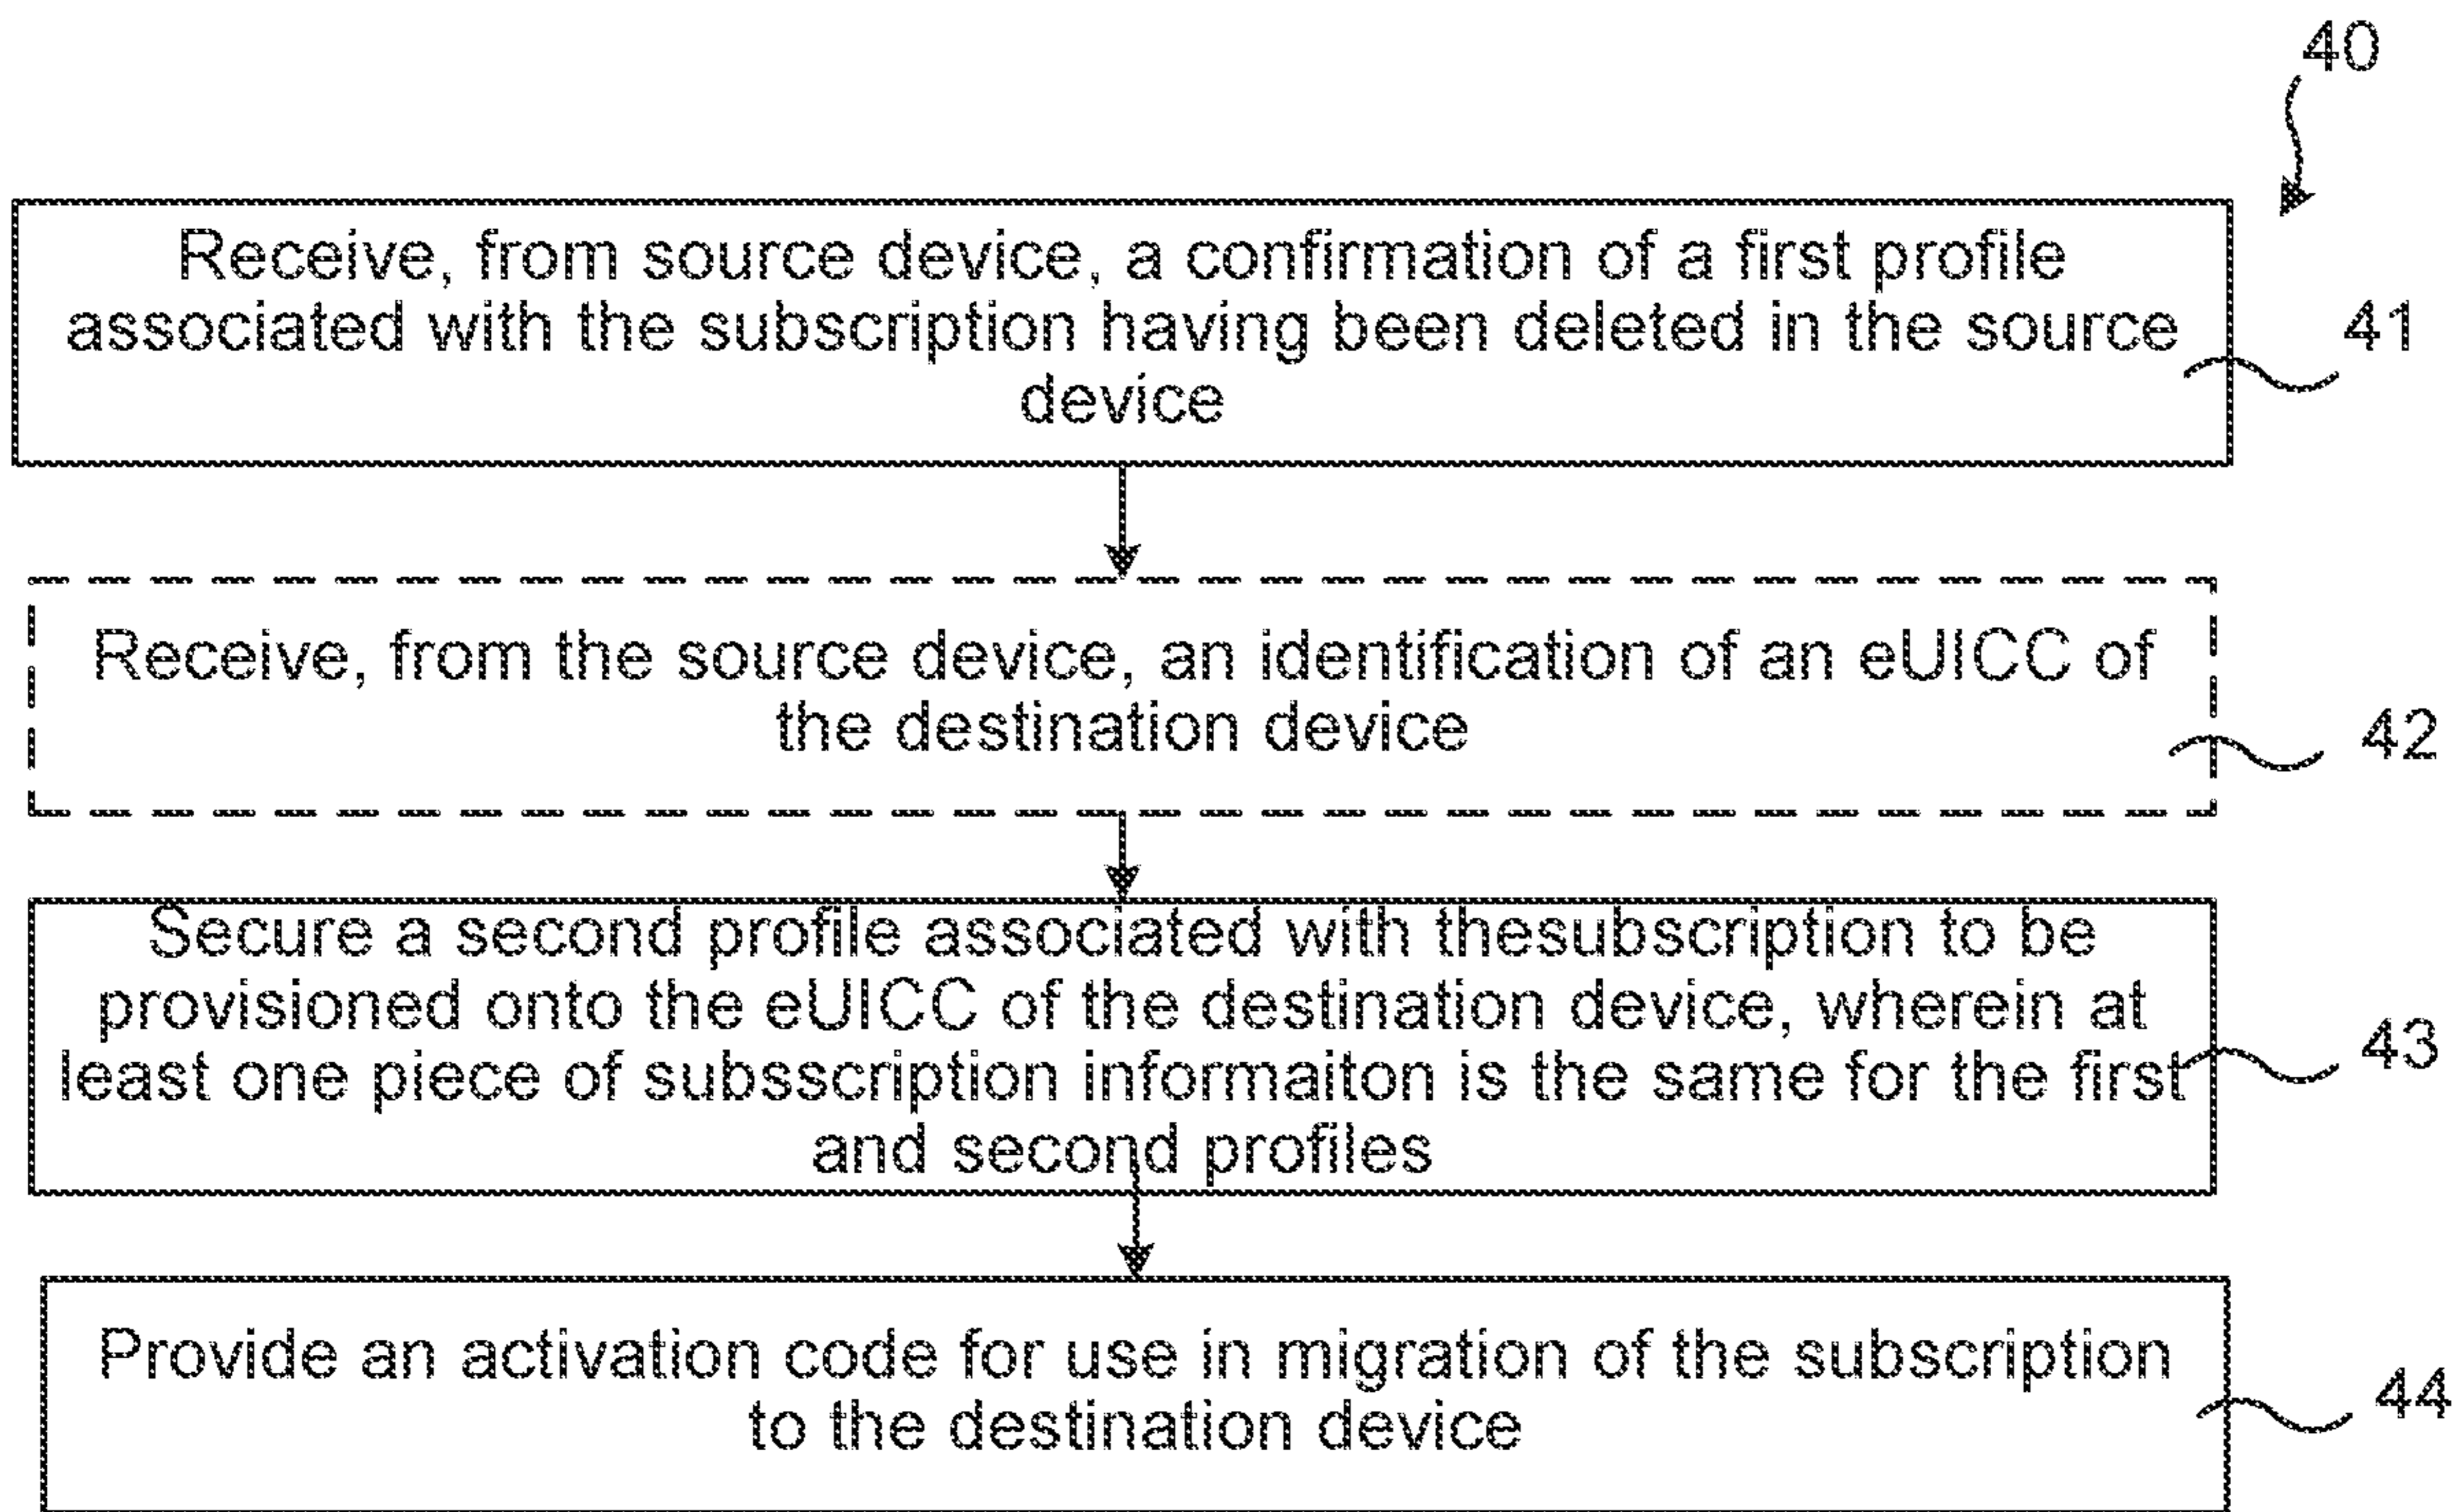 40
Receive, from source device, a confirmation of a first profile
associated with the subscription having been deleted in the source
device
41
Receive, from the source device, an identification of an eUICC of
the destination device
42
Secure a second profile associated with thesubscription to be
provisioned onto the eUICC of the destination device, wherein at
least one piece of subsscription informaiton is the same for the first
and second profiles
43
Provide an activation code for use in migration of the subscription
to the destination device
44